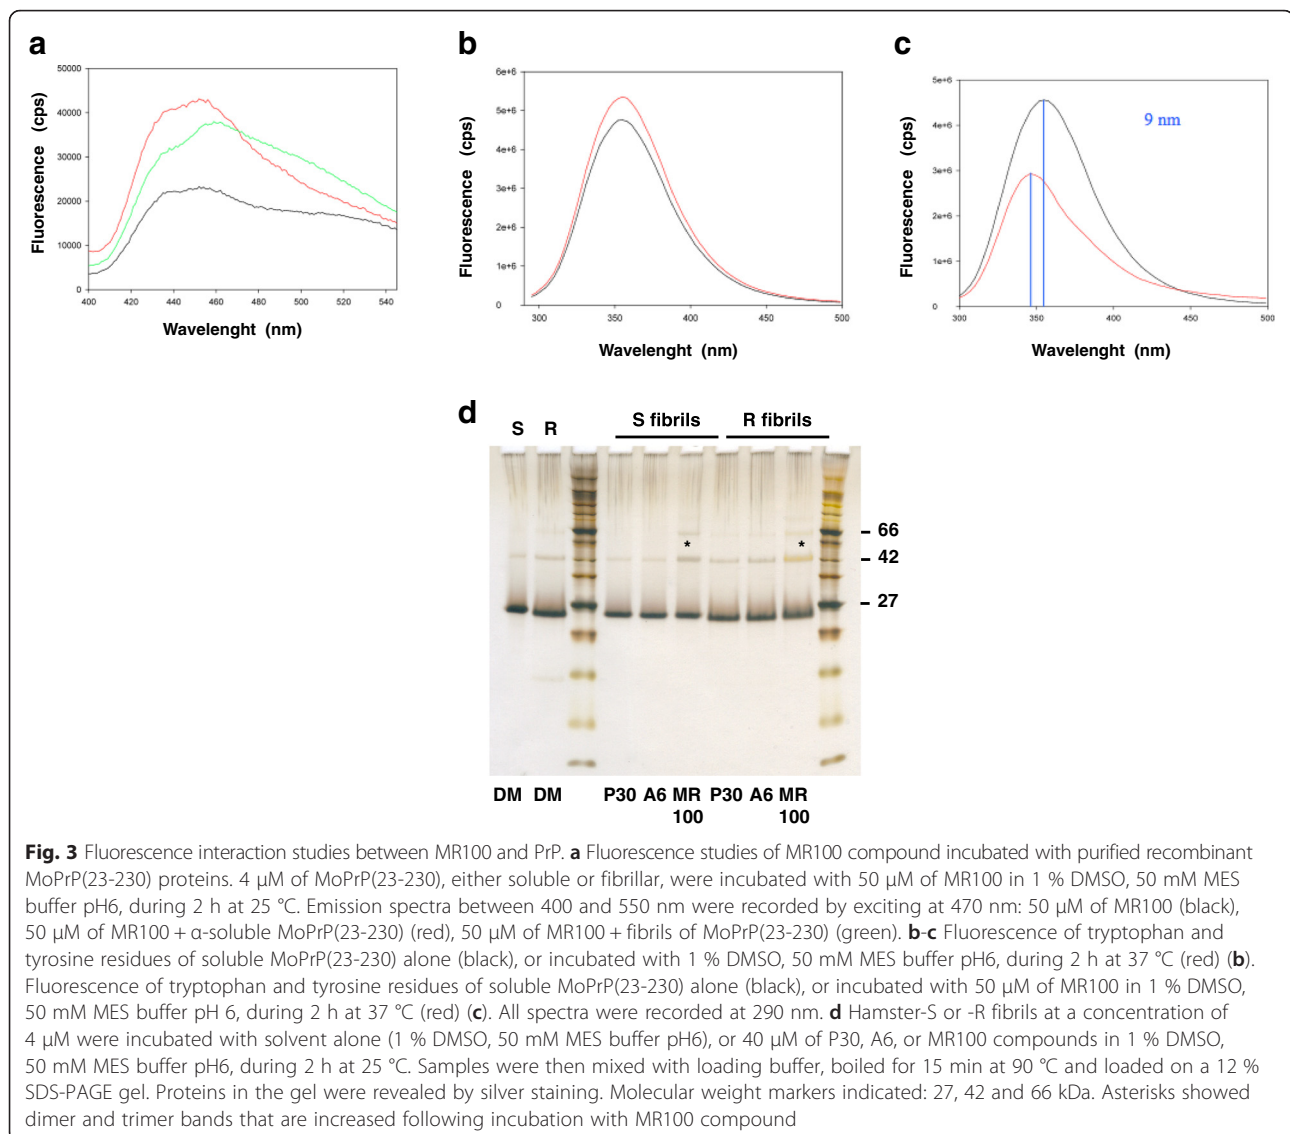 a
50000
40000
30000
20000
10000
0
400 420 440 460 480 500 520 540
Fluorescence (cps)
Wavelenght (nm)
b
6e+6
5e+6
4e+6
3e+6
2e+6
1e+6
0
300 350 400 450 500
Fluorescence (cps)
Wavelenght (nm)
c
5e+6
4e+6
3e+6
2e+6
1e+6
0
300 350 400 450 500
9 nm
Fluorescence (cps)
Wavelenght (nm)
d
S fibrils R fibrils
S R
66
* *
42
27
DM DM P30 A6 MR P30 A6 MR
100 100
Fig. 3 Fluorescence interaction studies between MR100 and PrP. a Fluorescence studies of MR100 compound incubated with purified recombinant
MoPrP(23-230) proteins. 4 μM of MoPrP(23-230), either soluble or fibrillar, were incubated with 50 μM of MR100 in 1 % DMSO, 50 mM MES
buffer pH6, during 2 h at 25 °C. Emission spectra between 400 and 550 nm were recorded by exciting at 470 nm: 50 μM of MR100 (black),
50 μM of MR100 + α-soluble MoPrP(23-230) (red), 50 μM of MR100 + fibrils of MoPrP(23-230) (green). b-c Fluorescence of tryptophan and
tyrosine residues of soluble MoPrP(23-230) alone (black), or incubated with 1 % DMSO, 50 mM MES buffer pH6, during 2 h at 37 °C (red) (b).
Fluorescence of tryptophan and tyrosine residues of soluble MoPrP(23-230) alone (black), or incubated with 50 μM of MR100 in 1 % DMSO,
50 mM MES buffer pH 6, during 2 h at 37 °C (red) (c). All spectra were recorded at 290 nm. d Hamster-S or -R fibrils at a concentration of
4 μM were incubated with solvent alone (1 % DMSO, 50 mM MES buffer pH6), or 40 μM of P30, A6, or MR100 compounds in 1 % DMSO,
50 mM MES buffer pH6, during 2 h at 25 °C. Samples were then mixed with loading buffer, boiled for 15 min at 90 °C and loaded on a 12 %
SDS-PAGE gel. Proteins in the gel were revealed by silver staining. Molecular weight markers indicated: 27, 42 and 66 kDa. Asterisks showed
dimer and trimer bands that are increased following incubation with MR100 compound